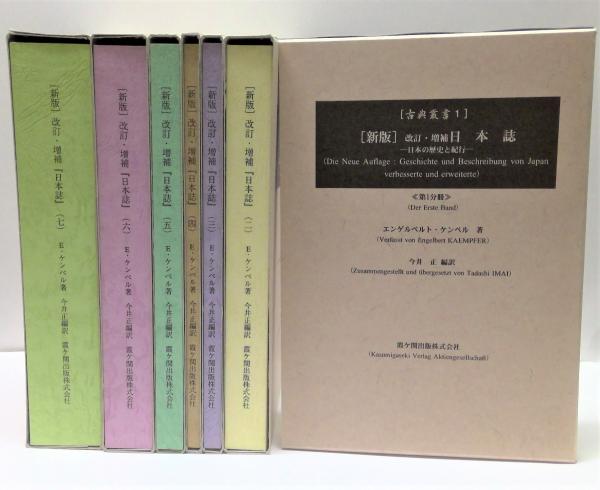 [新版] 改訂・増補『日本誌』(七) E・ケンペル著 今井正編訳 霞ケ関出版株式会社
[新版] 改訂・増補『日本誌』(六) E・ケンペル著 今井正編訳 霞ケ関出版株式会社
[新版] 改訂・増補『日本誌』(五) E・ケンペル著 今井正編訳 霞ケ関出版株式会社
[新版] 改訂・増補『日本誌』(四) E・ケンペル著 今井正編訳 霞ケ関出版株式会社
[新版] 改訂・増補『日本誌』(三) E・ケンペル著 今井正編訳 霞ケ関出版株式会社
[新版] 改訂・増補『日本誌』(二) E・ケンペル著 今井正編訳 霞ケ関出版株式会社
[古典叢書1]
[新版] 改訂・増補 日本誌
―日本の歴史と紀行―
(Die Neue Auflage : Geschichte und Beschreibung von Japan
verbesserte und erweiterte)
≪第1分冊≫
(Der Erste Band)
エンゲルベルト・ケンペル 著
(Verfasst von Engelbert KAEMPFER)
今井 正 編訳
(Zusammengestellt und übergesetzt von Tadashi IMAI)
霞ケ関出版株式会社
(Kasumigaseki Verlag Aktiengesellschaft)